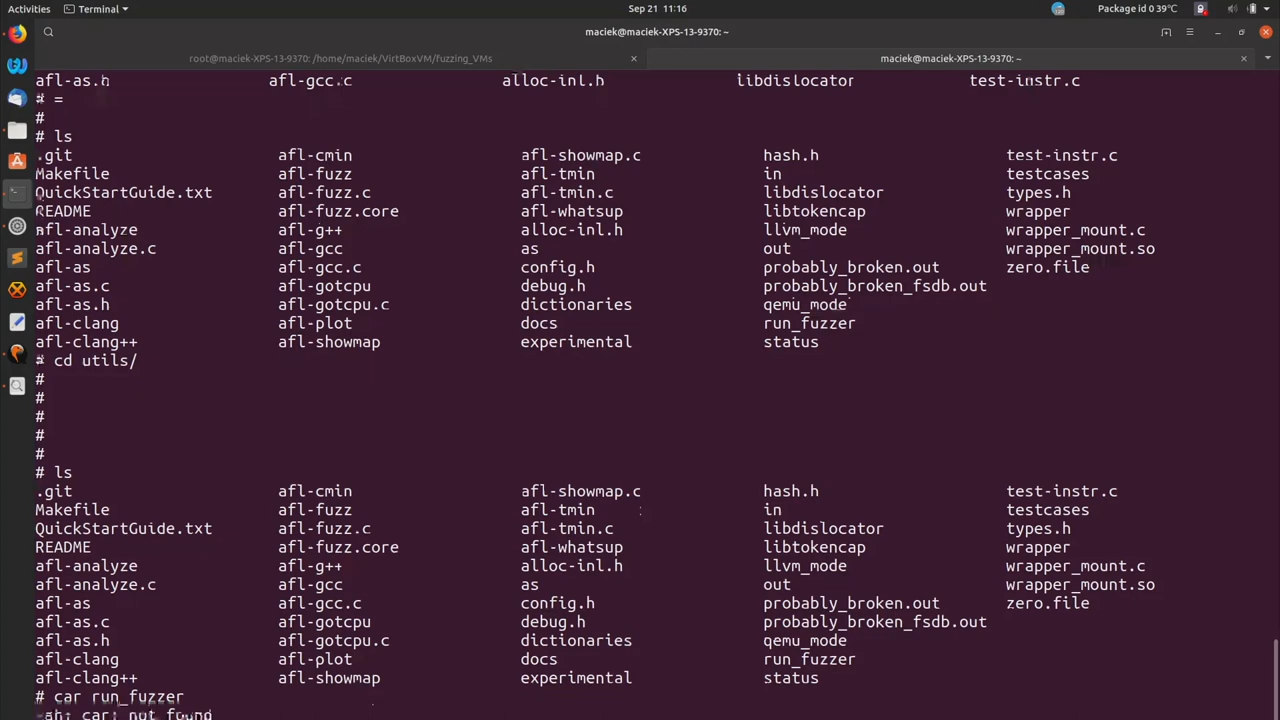 Activities Terminal Sep 21 11:16 Package id 0 39°C
maciek@maciek-XPS-13-9370: ~
root@maciek-XPS-13-9370: /home/maciek/VirtBoxVM/fuzzing_VMs maciek@maciek-XPS-13-9370: ~
afl-as.h afl-gcc.c alloc-inl.h libdislocator test-instr.c
# =
#
# ls
.git afl-cmin afl-showmap.c hash.h test-instr.c
Makefile afl-fuzz afl-tmin in testcases
QuickStartGuide.txt afl-fuzz.c afl-tmin.c libdislocator types.h
README afl-fuzz.core afl-whatsup libtokencap wrapper
afl-analyze afl-g++ alloc-inl.h llvm_mode wrapper_mount.c
afl-analyze.c afl-gcc as out wrapper_mount.so
afl-as afl-gcc.c config.h probably_broken.out zero.file
afl-as.c afl-gotcpu debug.h probably_broken_fsdb.out
afl-as.h afl-gotcpu.c dictionaries qemu_mode
afl-clang afl-plot docs run_fuzzer
afl-clang++ afl-showmap experimental status
# cd utils/
#
#
#
#
#
# ls
.git afl-cmin afl-showmap.c hash.h test-instr.c
Makefile afl-fuzz afl-tmin in testcases
QuickStartGuide.txt afl-fuzz.c afl-tmin.c libdislocator types.h
README afl-fuzz.core afl-whatsup libtokencap wrapper
afl-analyze afl-g++ alloc-inl.h llvm_mode wrapper_mount.c
afl-analyze.c afl-gcc as out wrapper_mount.so
afl-as afl-gcc.c config.h probably_broken.out zero.file
afl-as.c afl-gotcpu debug.h probably_broken_fsdb.out
afl-as.h afl-gotcpu.c dictionaries qemu_mode
afl-clang afl-plot docs run_fuzzer
afl-clang++ afl-showmap experimental status
# car run_fuzzer
car: not found